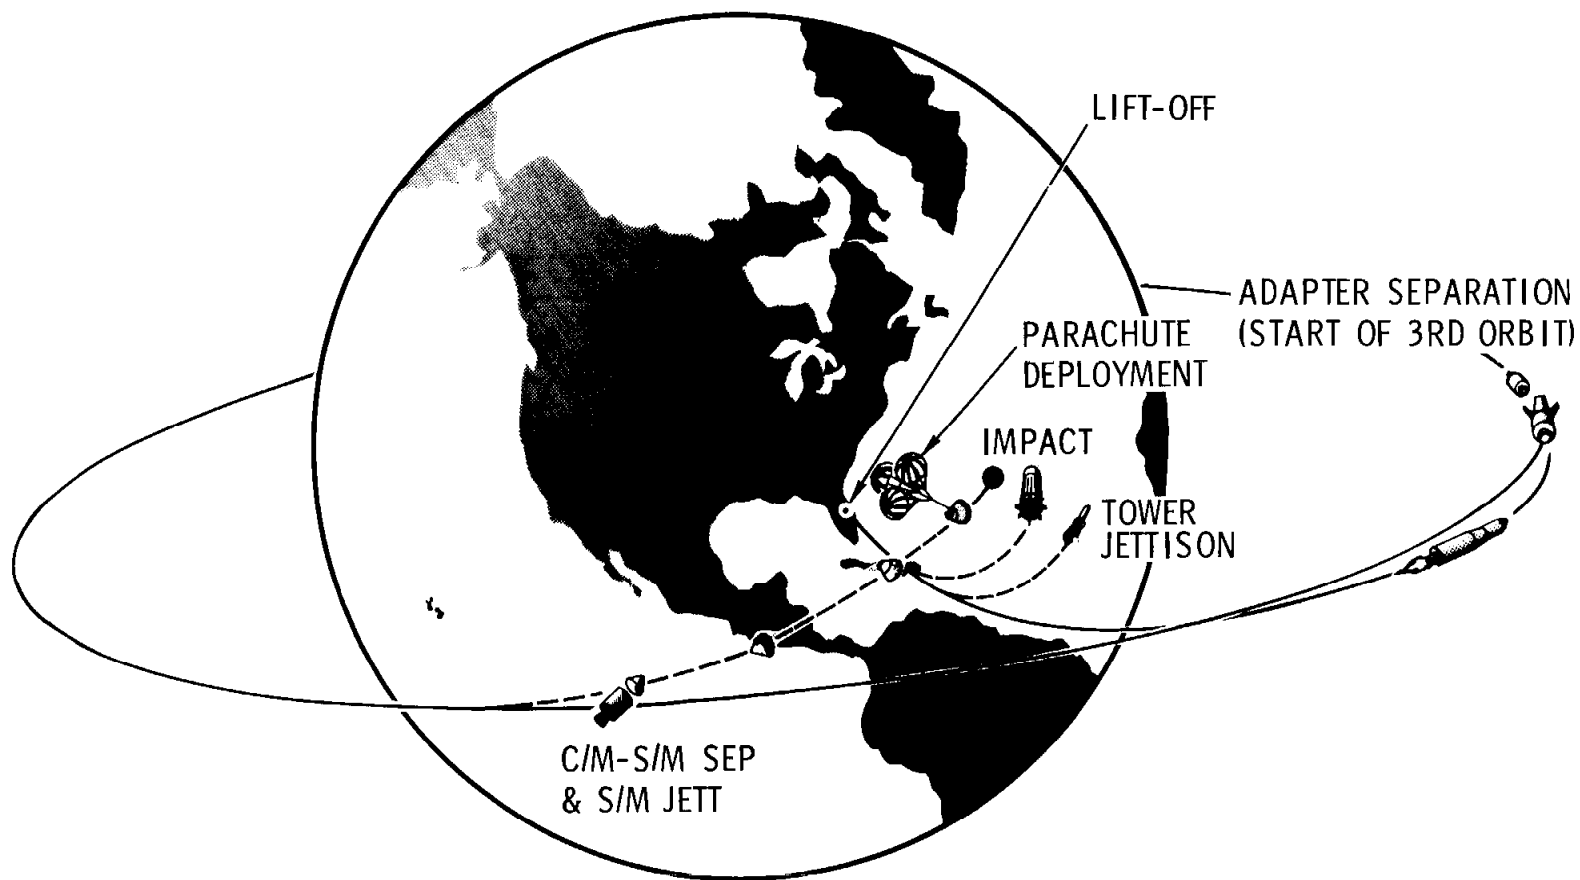 LIFT-OFF
ADAPTER SEPARATION
(START OF 3RD ORBIT)
PARACHUTE
DEPLOYMENT
IMPACT
TOWER
JETTISON
C/M-S/M SEP
& S/M JETT